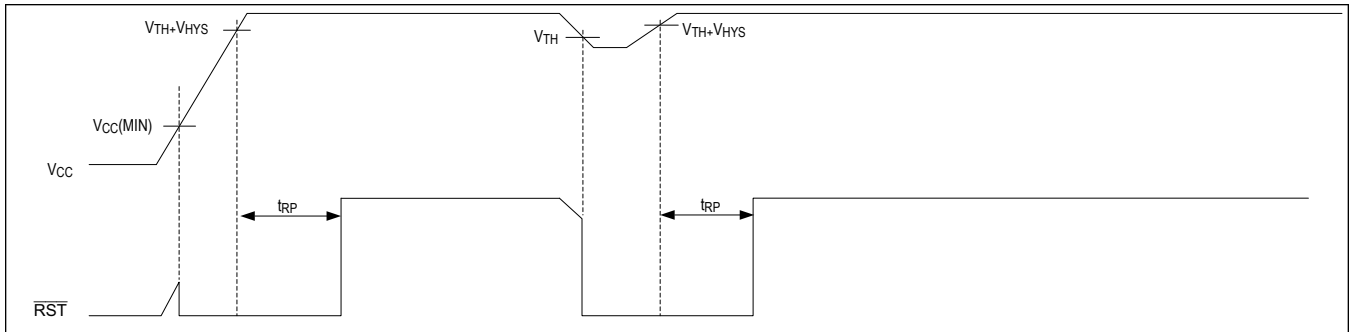 VTH+VHYS
VTH
VTH+VHYS
VCC(MIN)
VCC
tRP
tRP
RST